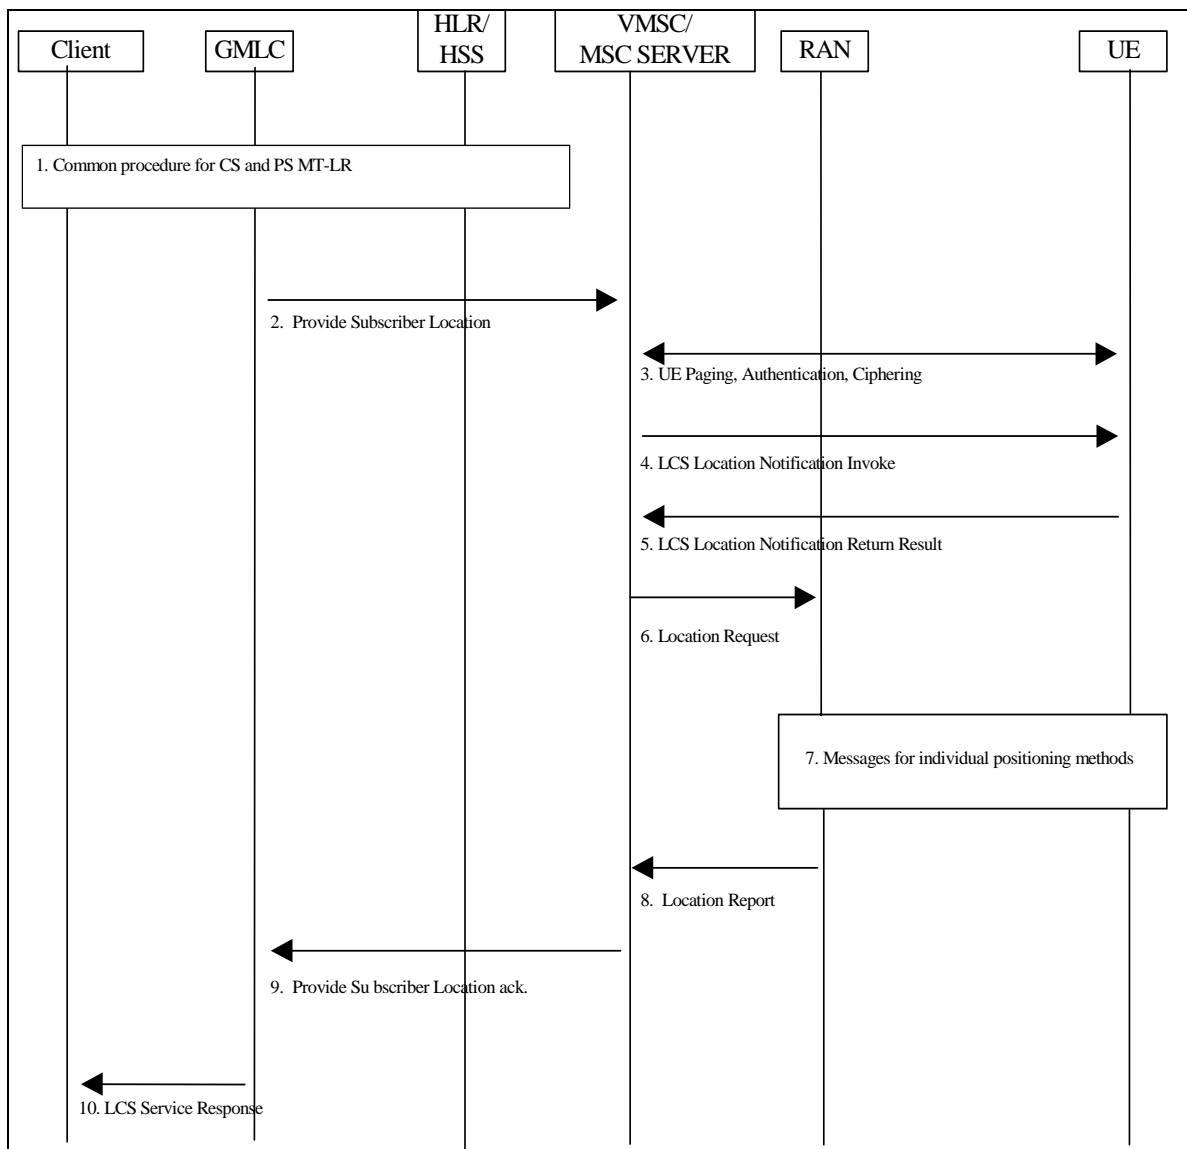 Client
GMLC
HLR/
HSS
VMSC/
MSC SERVER
RAN
UE
1. Common procedure for CS and PS MT-LR
2. Provide Subscriber Location
3. UE Paging, Authentication, Ciphering
4. LCS Location Notification Invoke
5. LCS Location Notification Return Result
6. Location Request
7. Messages for individual positioning methods
8. Location Report
9. Provide Su bscriber Location ack.
10. LCS Service Response